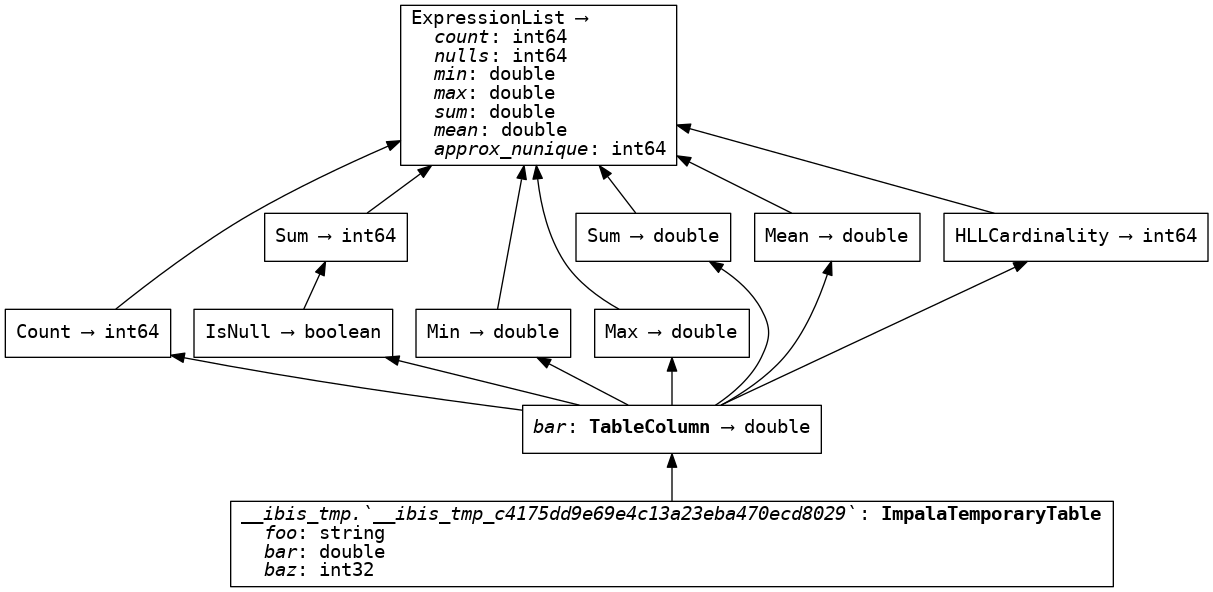 ExpressionList →
count: int64
nulls: int64
min: double
max: double
sum: double
mean: double
approx_nunique: int64
Sum → int64
Sum → double
Mean → double
HLLCardinality → int64
Count → int64
IsNull → boolean
Min → double
Max → double
bar: TableColumn → double
__ibis_tmp.`__ibis_tmp_c4175dd9e69e4c13a23eba470ecd8029`: ImpalaTemporaryTable
foo: string
bar: double
baz: int32